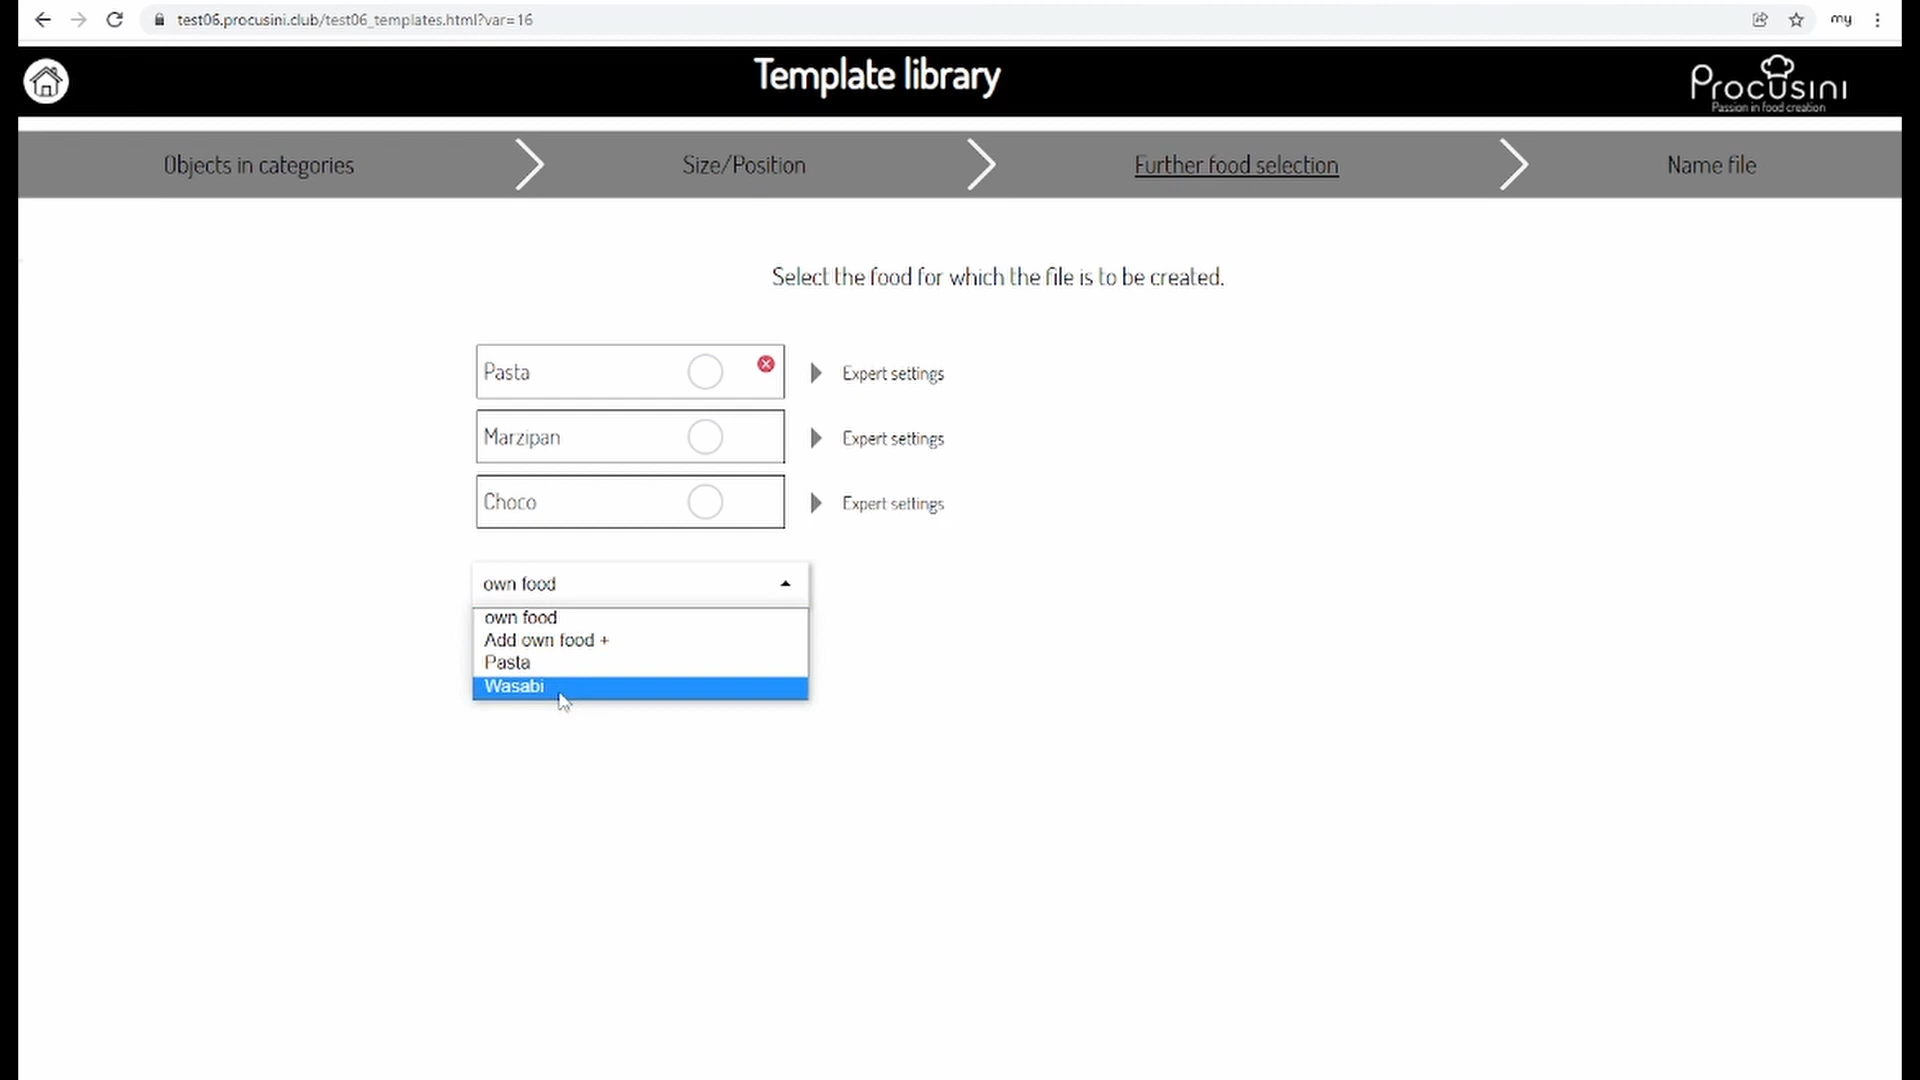 test06.procusini.club/test06_templates.html?var=16
my
Template library
Procusini
Passion in food creation
Objects in categories
Size/Position
Further food selection
Name file
Select the food for which the file is to be created.
Pasta
Expert settings
Marzipan
Expert settings
Choco
Expert settings
own food
own food
Add own food +
Pasta
Wasabi